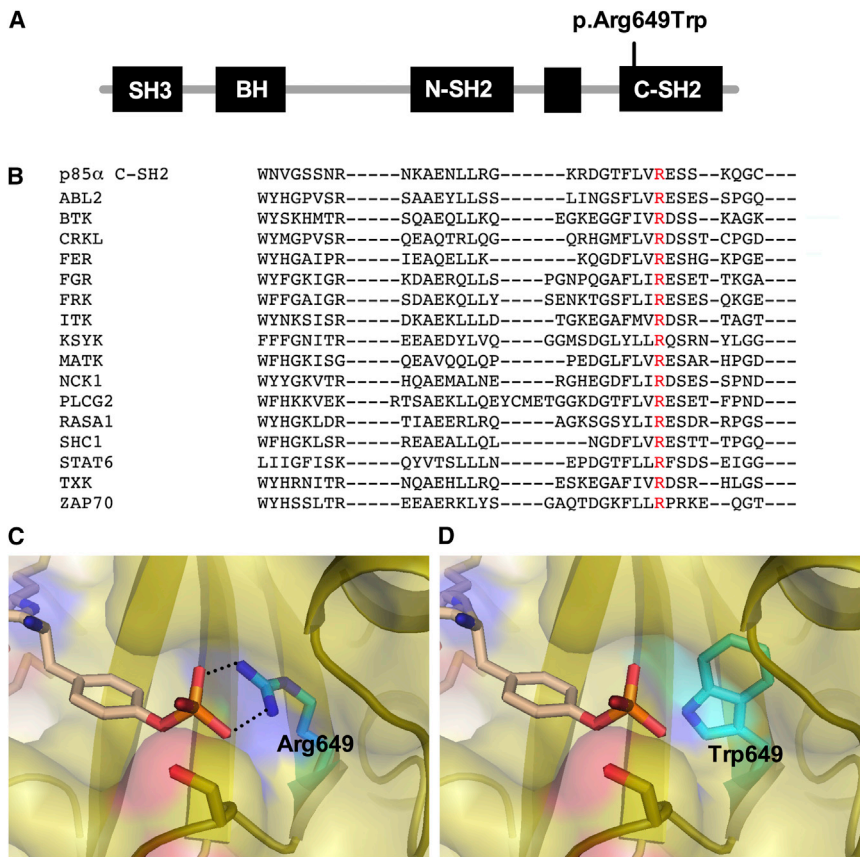 A
p.Arg649Trp
SH3 BH N-SH2 C-SH2
B
p85α C-SH2 WNVGSSNR-----NKAENLLRG------KRDGTFLVRESS--KQGC---
ABL2 WYHGPVSR-----SAAEYLLSS------LINGSFLVRESES-SPGQ---
BTK WYSKHMTR-----SQAEQLLKQ-----EGKEGGFIVRDSS--KAGK---
CRKL WYMGPVSR-----QEAQTRLQG------QRHGMFLVRDSST-CPGD---
FER WYHGAIPR-----IEAQELLK-------KQGDFLVRESHG-KPGE---
FGR WYFGKIGR-----KDAERQLLS----PGNPQGAFLIRESET-TKGA---
FRK WFFGAIGR-----SDAEKQLLY-----SENKTGSFLIRESES-QKGE---
ITK WYNKSISR-----DKAEKLLLD-----TGKEGAFMVRDSR--TAGT---
KSYK FFFGNITR-----EEAEDYLVQ-----GGMSDGLYLLRQSRN-YLGG---
MATK WFHGKISG-----QEAVQQLQP------PEDGLFLVRESAR-HPGD---
NCK1 WYYGKVTR-----HQAEMALNE-----RGHEGDFLIRDSES-SPND---
PLCG2 WFHKKVEK----RTSAEKLLQEYCMETGGKDGTFLVRESET-FPND---
RASA1 WYHGKLDR-----TIAEERLRQ-----AGKSGSYLIRESDR-RPGS---
SHC1 WFHGKLSR-----REAEALLQL--------NGDFLVRESTT-TPGQ---
STAT6 LIIGFISK-----QYVTSLLLN------EPDGTFLLRFSDS-EIGG---
TXK WYHRNITR-----NQAEHLLRQ-----ESKEGAFIVRDSR--HLGS---
ZAP70 WYHSSLTR-----EEAERKLYS----GAQTDGKFLLRPRKE--QGT---
C
D
Arg649
Trp649